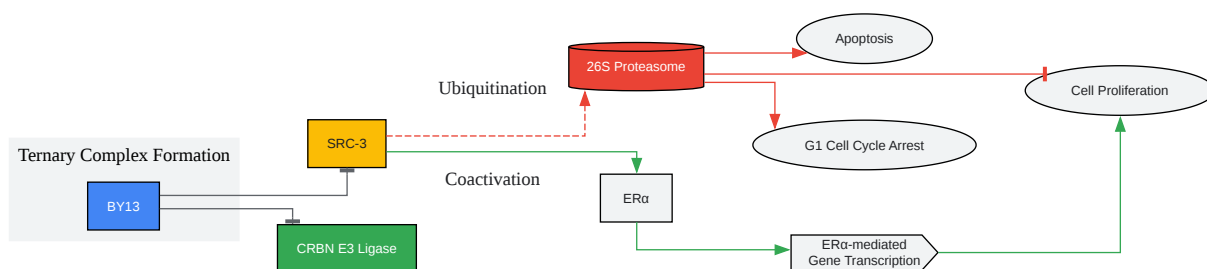 Apoptosis
26S Proteasome
Ubiquitination
Cell Proliferation
SRC-3
G1 Cell Cycle Arrest
Ternary Complex Formation
Coactivation
BY13
ERα
CRBN E3 Ligase
ERα-mediated
Gene Transcription